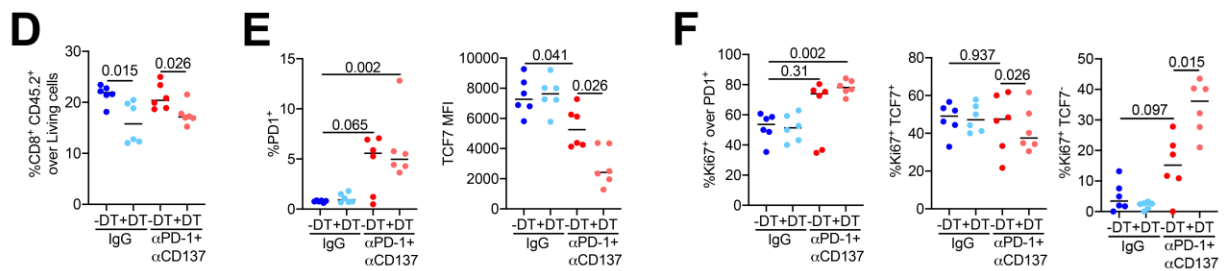 D
%CD8⁺ CD45.2⁺
over Living cells
30
20
10
0
0.015
0.026
-DT+DT -DT+DT
IgG αPD-1+
αCD137
E
%PD1⁺
15
10
5
0
0.002
0.065
-DT+DT -DT+DT
IgG αPD-1+
αCD137
TCF7 MFI
10000
8000
6000
4000
2000
0
0.041
0.026
-DT+DT -DT+DT
IgG αPD-1+
αCD137
F
%Ki67⁺ over PD1⁺
100
80
60
40
20
0
0.002
0.31
-DT+DT -DT+DT
IgG αPD-1+
αCD137
%Ki67⁺ TCF7⁺
80
60
40
20
0
0.937
0.026
-DT+DT -DT+DT
IgG αPD-1+
αCD137
%Ki67⁺ TCF7⁻
50
40
30
20
10
0
0.015
0.097
-DT+DT -DT+DT
IgG αPD-1+
αCD137